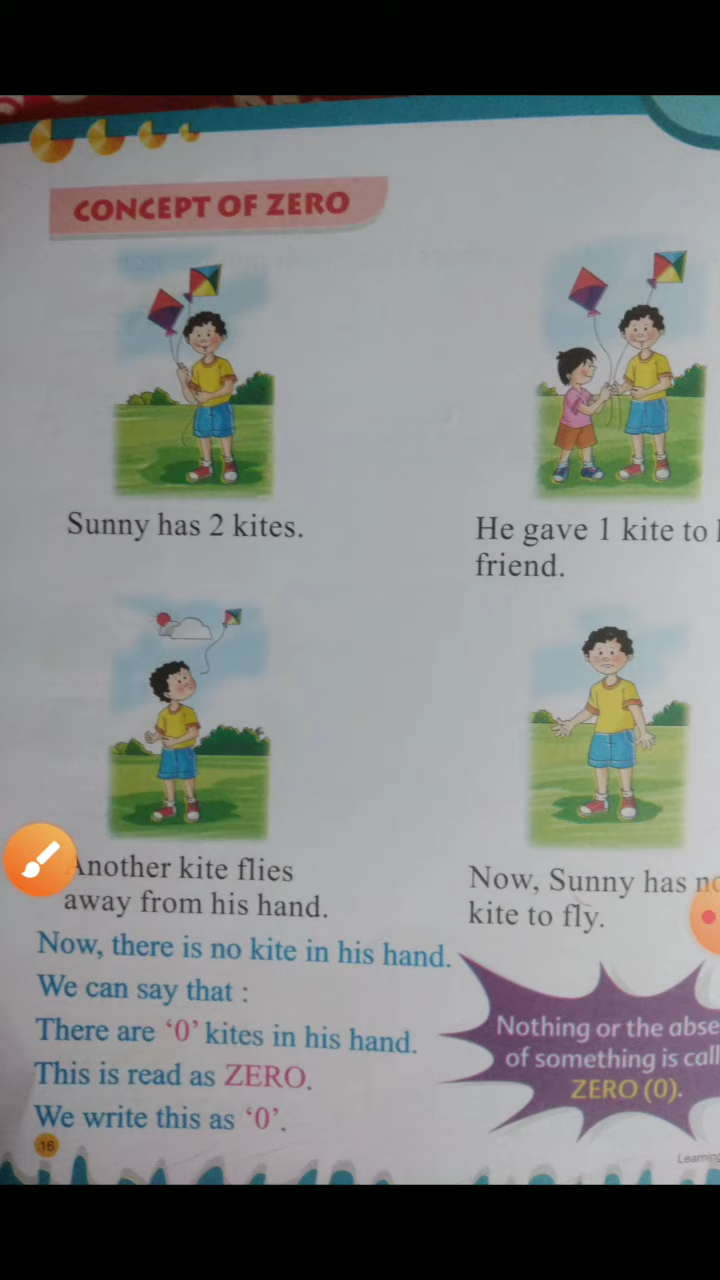 CONCEPT OF ZERO
Sunny has 2 kites.
He gave 1 kite to
friend.
Another kite flies
away from his hand.
Now, Sunny has
kite to fly.
Now, there is no kite in his hand.
We can say that :
There are ‘0’ kites in his hand.
This is read as ZERO.
We write this as ‘0’.
Nothing or the
of something is
ZERO (0).
16
Learning